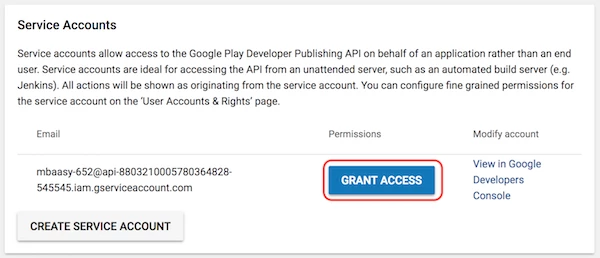 Service Accounts
Service accounts allow access to the Google Play Developer Publishing API on behalf of an application rather than an end
user. Service accounts are ideal for accessing the API from an unattended server, such as an automated build server (e.g.
Jenkins). All actions will be shown as originating from the service account. You can configure fine grained permissions for
the service account on the ‘User Accounts & Rights’ page.
Email Permissions Modify account
mbaasy-652@api-8803210005780364828-
545545.iam.gserviceaccount.com
GRANT ACCESS
View in Google
Developers
Console
CREATE SERVICE ACCOUNT